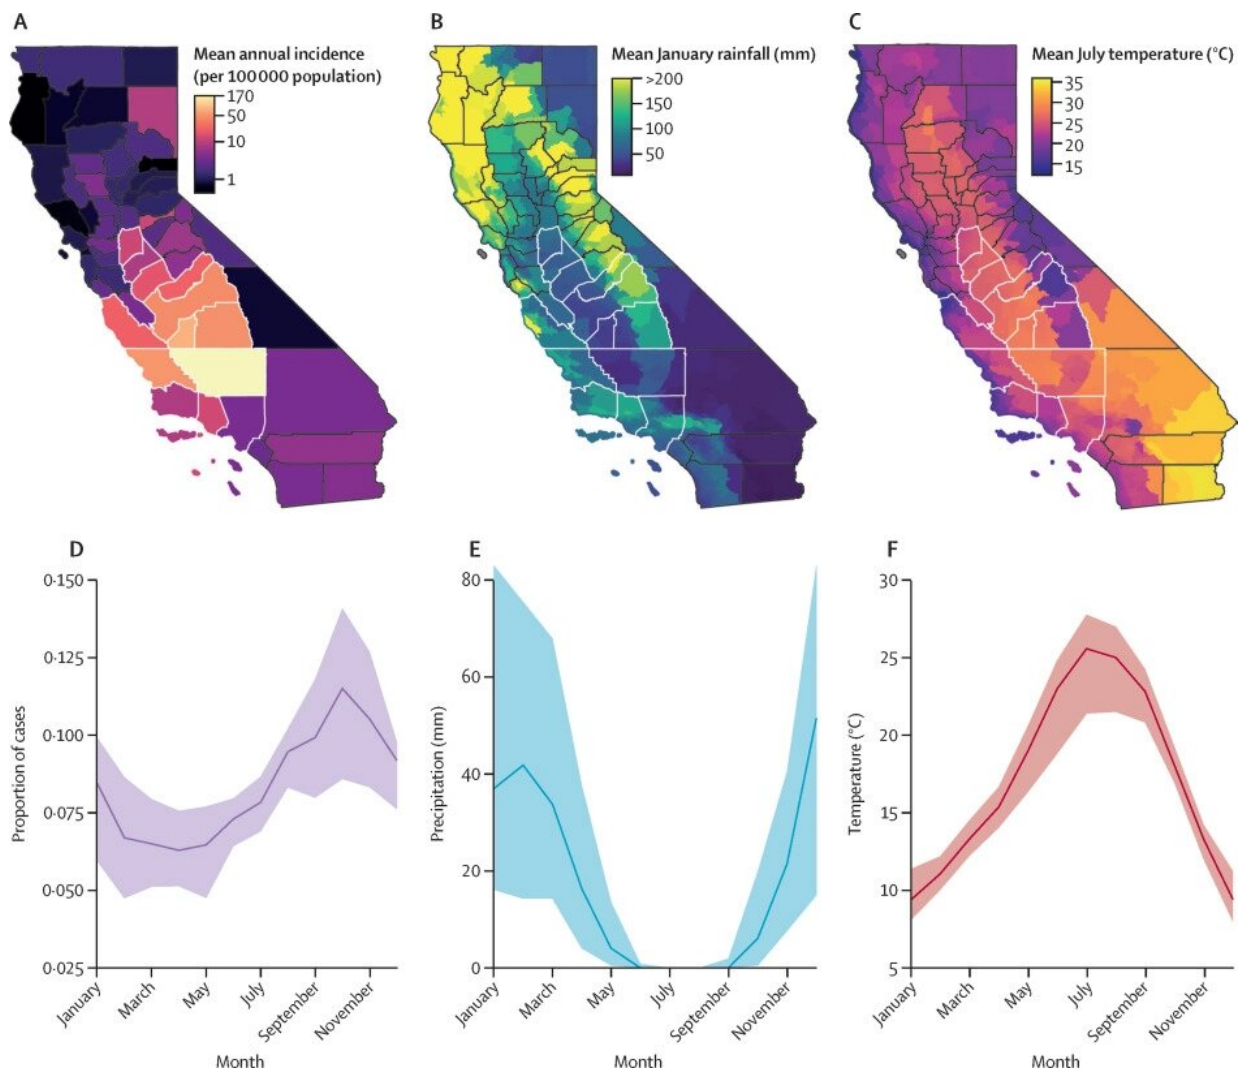 A
Mean annual incidence
(per 100 000 population)
170
50
10
1
B
Mean January rainfall (mm)
>200
150
100
50
C
Mean July temperature (°C)
35
30
25
20
15
D
0·150
0·125
0·100
0·075
0·050
0·025
Proportion of cases
January
March
May
July
September
November
Month
E
80
60
40
20
0
Precipitation (mm)
January
March
May
July
September
November
Month
F
30
25
20
15
10
5
Temperature (°C)
January
March
May
July
September
November
Month